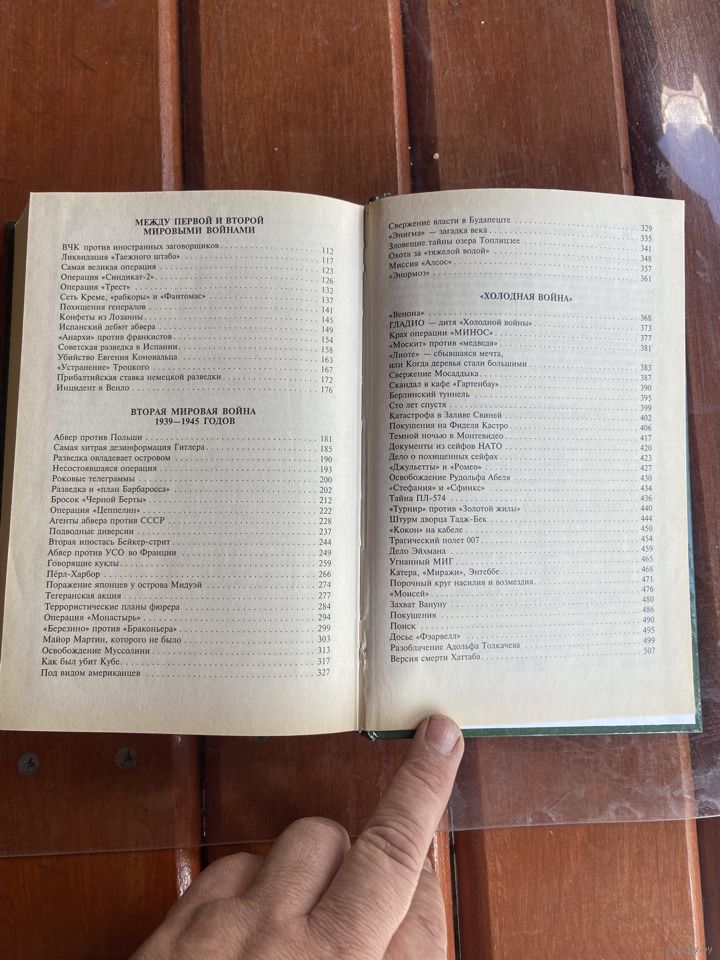 МЕЖДУ ПЕРВОЙ И ВТОРОЙ
МИРОВЫМИ ВОЙНАМИ
ВЧК против иностранных заговорщиков 112
Ликвидация «Таежного штаба» 117
Самая великая операция 123
Операция «Синдикат-2» 126
Операция «Трест» 132
Сеть Креме, «рабкоры» и «Фантомас» 137
Похищения генералов 141
Конфеты из Лозанны 145
Испанский дебют абвера 149
«Анархи» против франкистов 154
Советская разведка в Испании 158
Убийство Евгения Коновальца 163
«Устранение» Троцкого 167
Прибалтийская ставка немецкой разведки 172
Инцидент в Венло 176
ВТОРАЯ МИРОВАЯ ВОЙНА
1939—1945 ГОДОВ
Абвер против Польши 181
Самая хитрая дезинформация Гитлера 185
Разведка овладевает островом 190
Несостоявшаяся операция 193
Роковые телеграммы 200
Разведка и «план Барбаросса» 202
Бросок «Черной Берты» 212
Операция «Цеппелин» 222
Агенты абвера против СССР 228
Подводные диверсии 237
Вторая ипостась Бейкер-стрит 244
Абвер против УСО во Франции 249
Говорящие куклы 259
Пёрл-Харбор 266
Поражение японцев у острова Мидуэй 274
Тегеранская акция 277
Террористические планы фюрера 284
Операция «Монастырь» 294
«Березино» против «Браконьера» 299
Майор Мартин, которого не было 303
Освобождение Муссолини 313
Как был убит Кубе 317
Под видом американцев 327
Свержение власти в Будапеште 329
«Энигма» — загадка века 335
Зловещие тайны озера Топлицзее 341
Охота за «тяжелой водой» 348
Миссия «Алсос» 357
«Энормоз» 361
«ХОЛОДНАЯ ВОЙНА»
«Венона» 368
ГЛАДИО — дитя «Холодной войны» 373
Крах операции «МИНОС» 377
«Москит» против «медведя» 381
«Лиоте» — сбывшаяся мечта,
или Когда деревья стали большими 383
Свержение Мосаддыка 387
Скандал в кафе «Гартенбау» 390
Берлинский туннель 395
Сто лет спустя 399
Катастрофа в Заливе Свиней 402
Покушения на Фиделя Кастро 406
Темной ночью в Монтевидео 417
Документы из сейфов НАТО 420
Дело о похищенных сейфах 423
«Джульетты» и «Ромео» 427
Освобождение Рудольфа Абеля 430
«Стефания» и «Сфинкс» 434
Тайна ПЛ-574 436
«Турнир» против «Золотой жилы» 440
Штурм дворца Тадж-Бек 444
«Кокон» на кабеле 450
Трагический полет 007 454
Дело Эйхмана 459
Угнанный МИГ 465
Катера, «Миражи», Энтеббе 468
Порочный круг насилия и возмездия 471
«Моисей» 476
Захват Вануну 480
Покушения 486
Поиск 490
Досье «Фэарвелл» 495
Разоблачение Адольфа Толкачева 499
Версия смерти Хаттаба 507